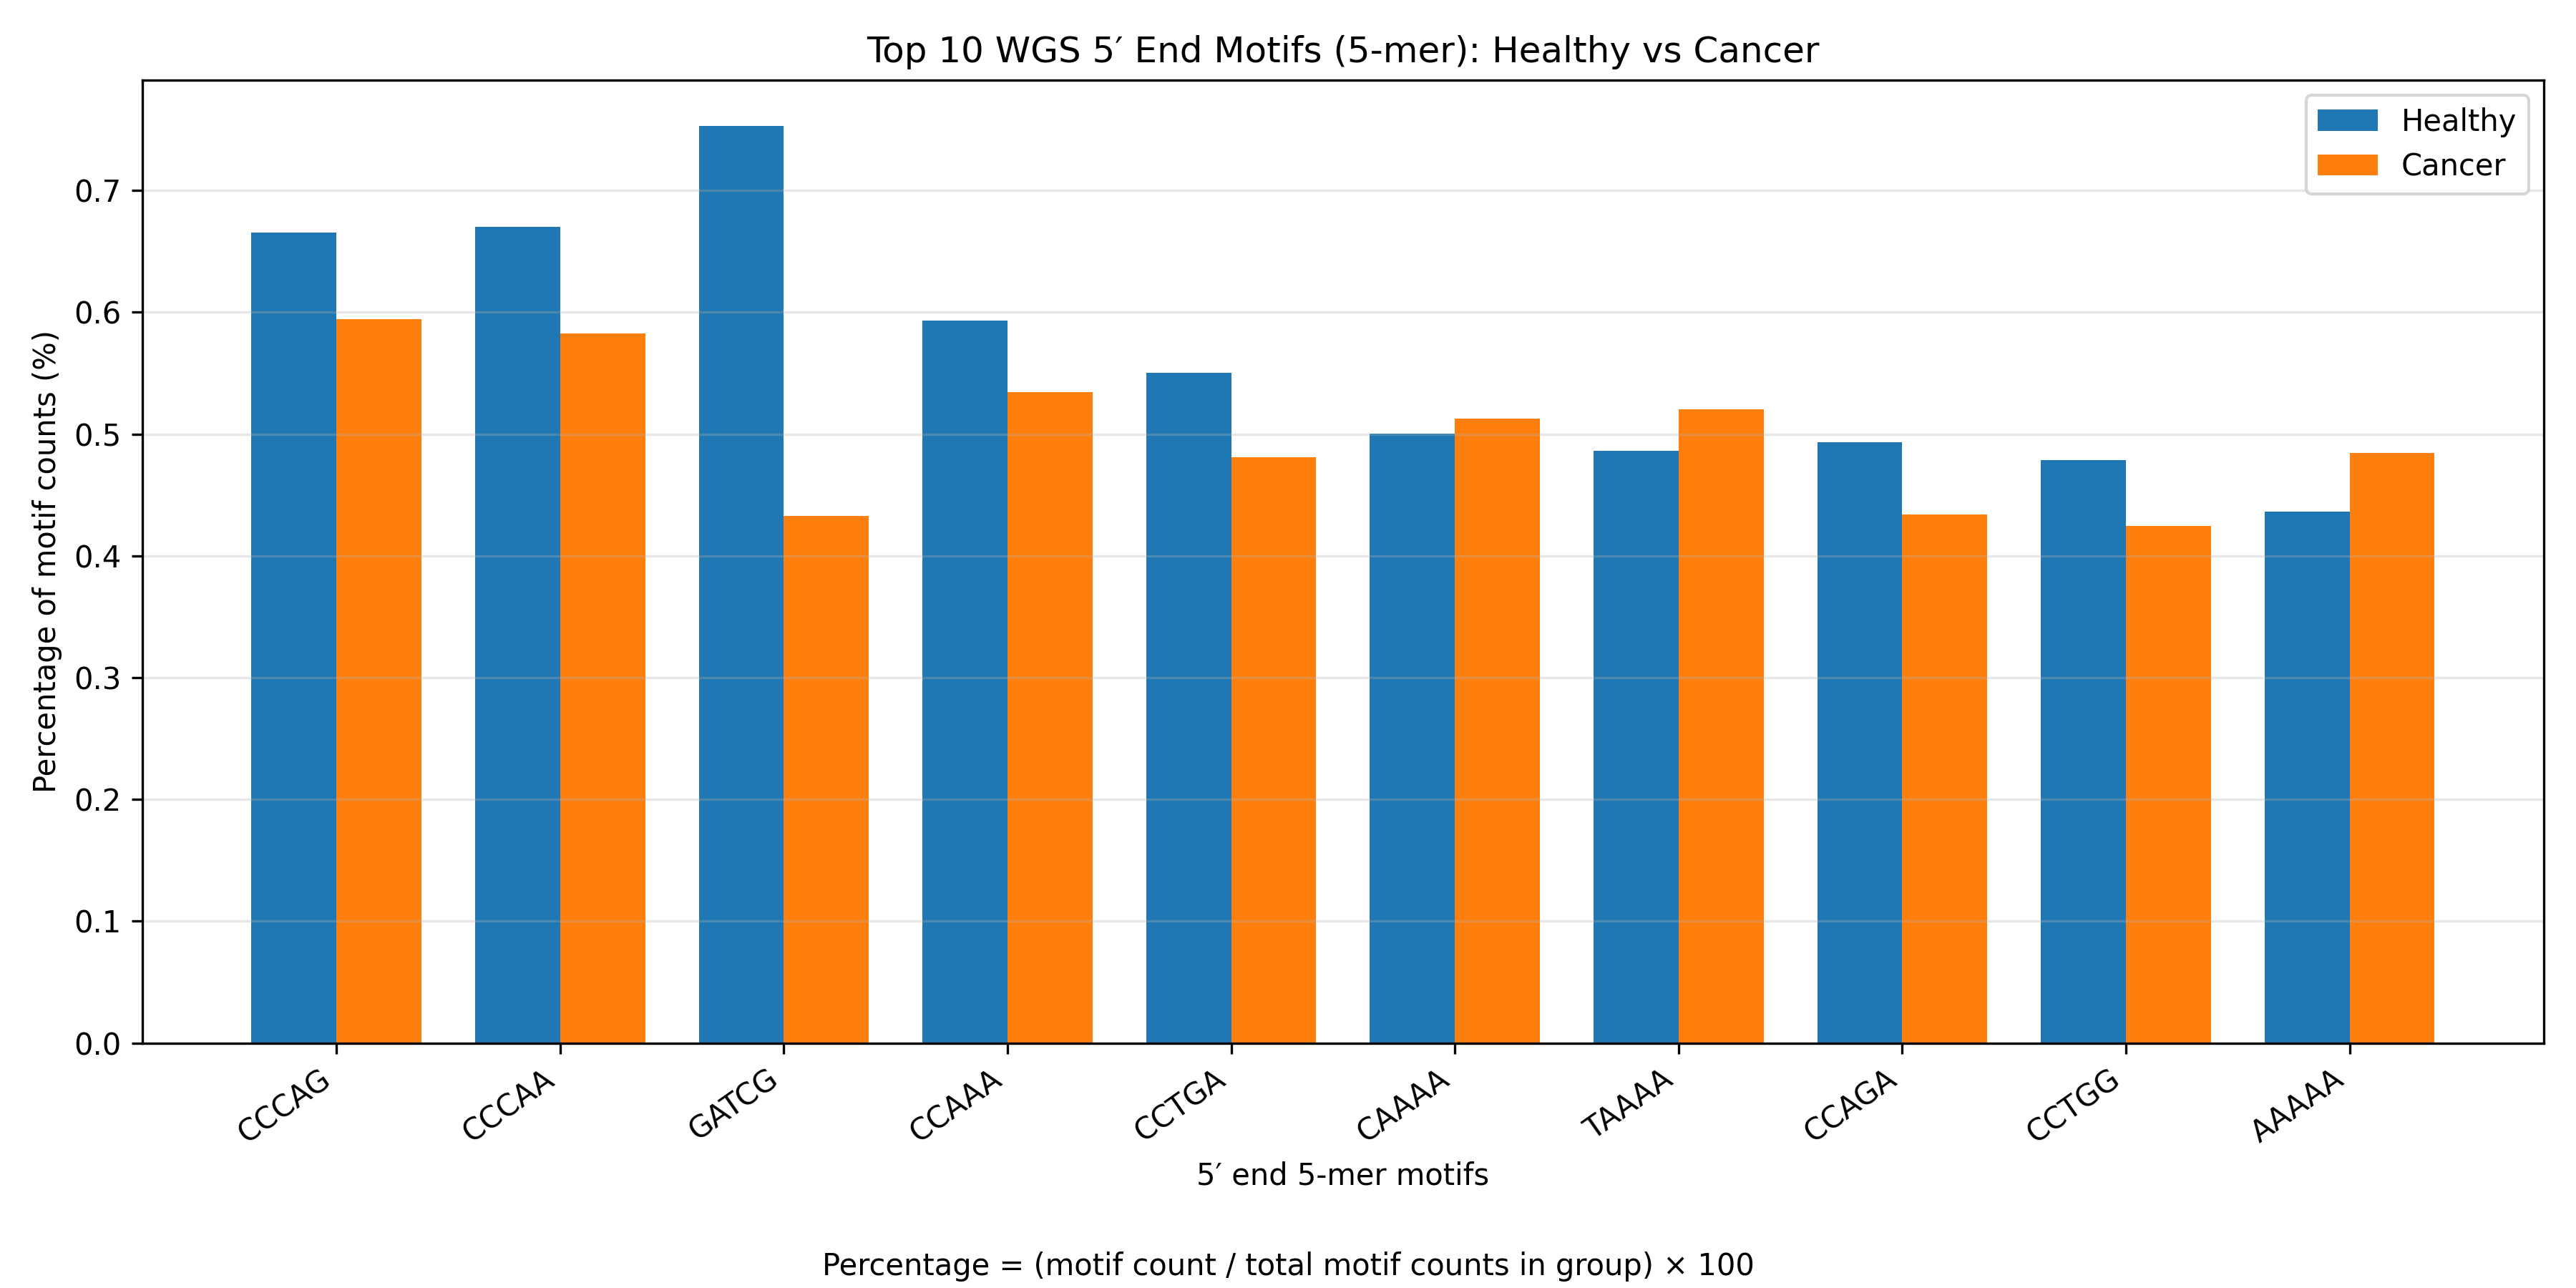 Top 10 WGS 5′ End Motifs (5-mer): Healthy vs Cancer
Healthy
Cancer
Percentage of motif counts (%)
0.7
0.6
0.5
0.4
0.3
0.2
0.1
0.0
CCCAG
CCCAA
GATCG
CCAAA
CCTGA
CAAAA
TAAAA
CCAGA
CCTGG
AAAAA
5′ end 5-mer motifs
Percentage = (motif count / total motif counts in group) × 100